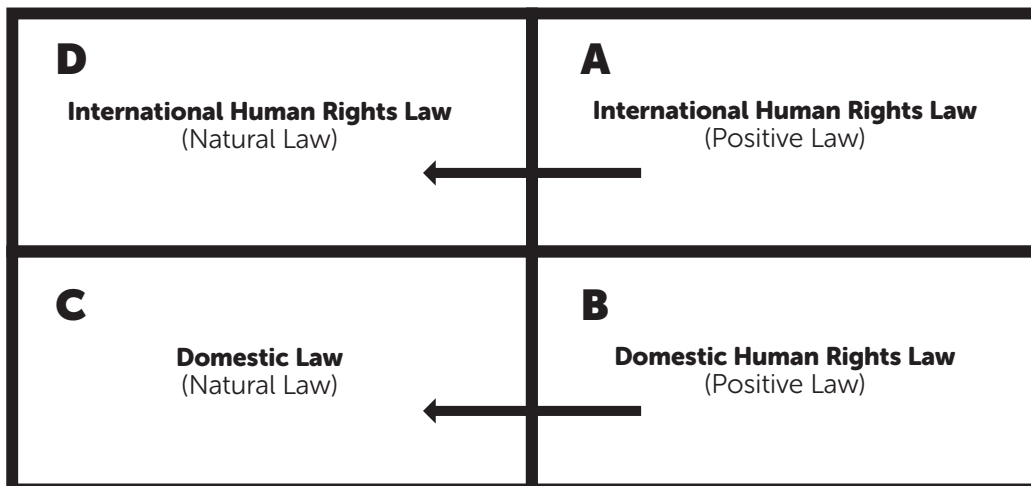 D
International Human Rights Law
(Natural Law)
A
International Human Rights Law
(Positive Law)
C
Domestic Law
(Natural Law)
B
Domestic Human Rights Law
(Positive Law)